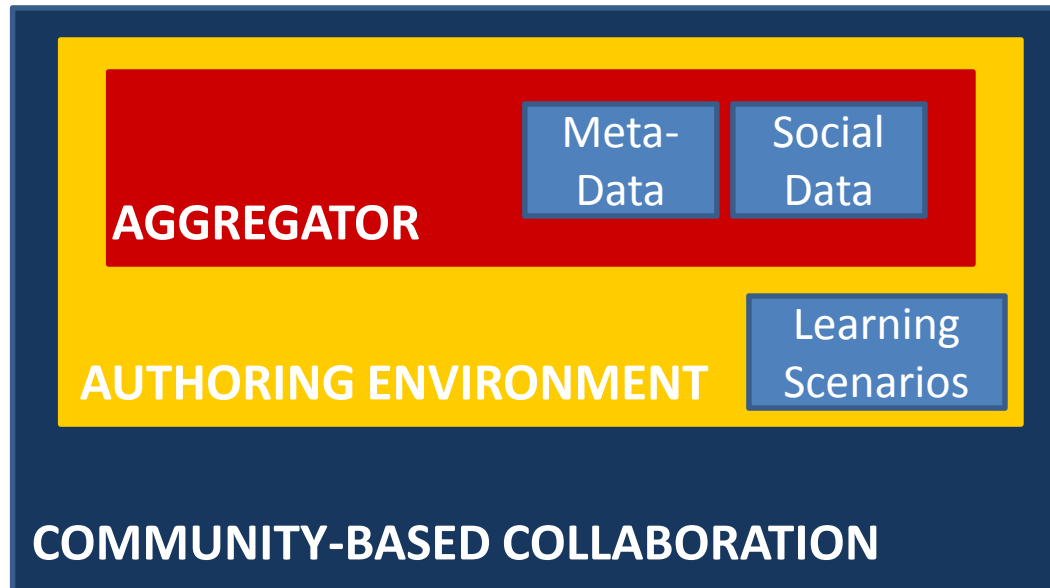 Meta-
Data
Social
Data
AGGREGATOR
Learning
Scenarios
AUTHORING ENVIRONMENT
COMMUNITY-BASED COLLABORATION